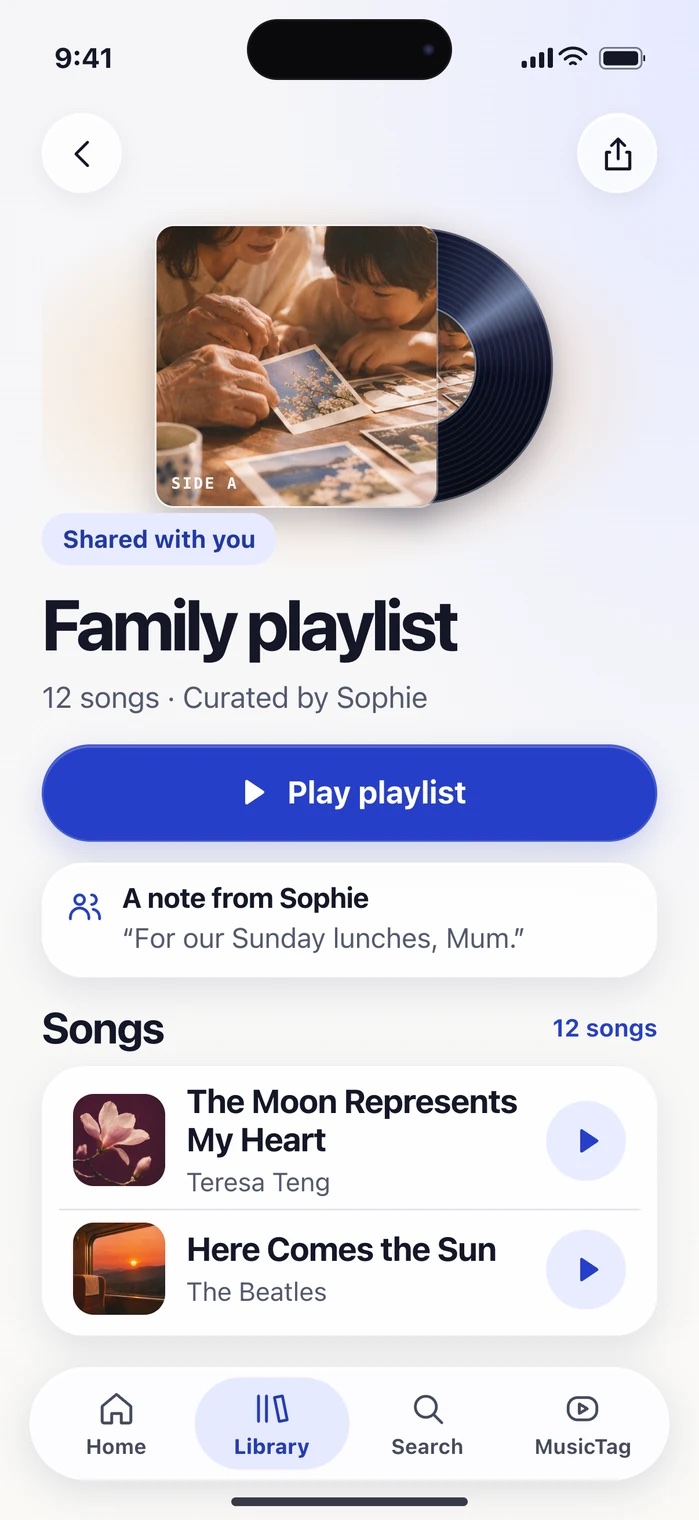 9:41
SIDE A
Shared with you
Family playlist
12 songs · Curated by Sophie
Play playlist
A note from Sophie
“For our Sunday lunches, Mum.”
Songs
12 songs
The Moon Represents
My Heart
Teresa Teng
Here Comes the Sun
The Beatles
Home
Library
Search
MusicTag